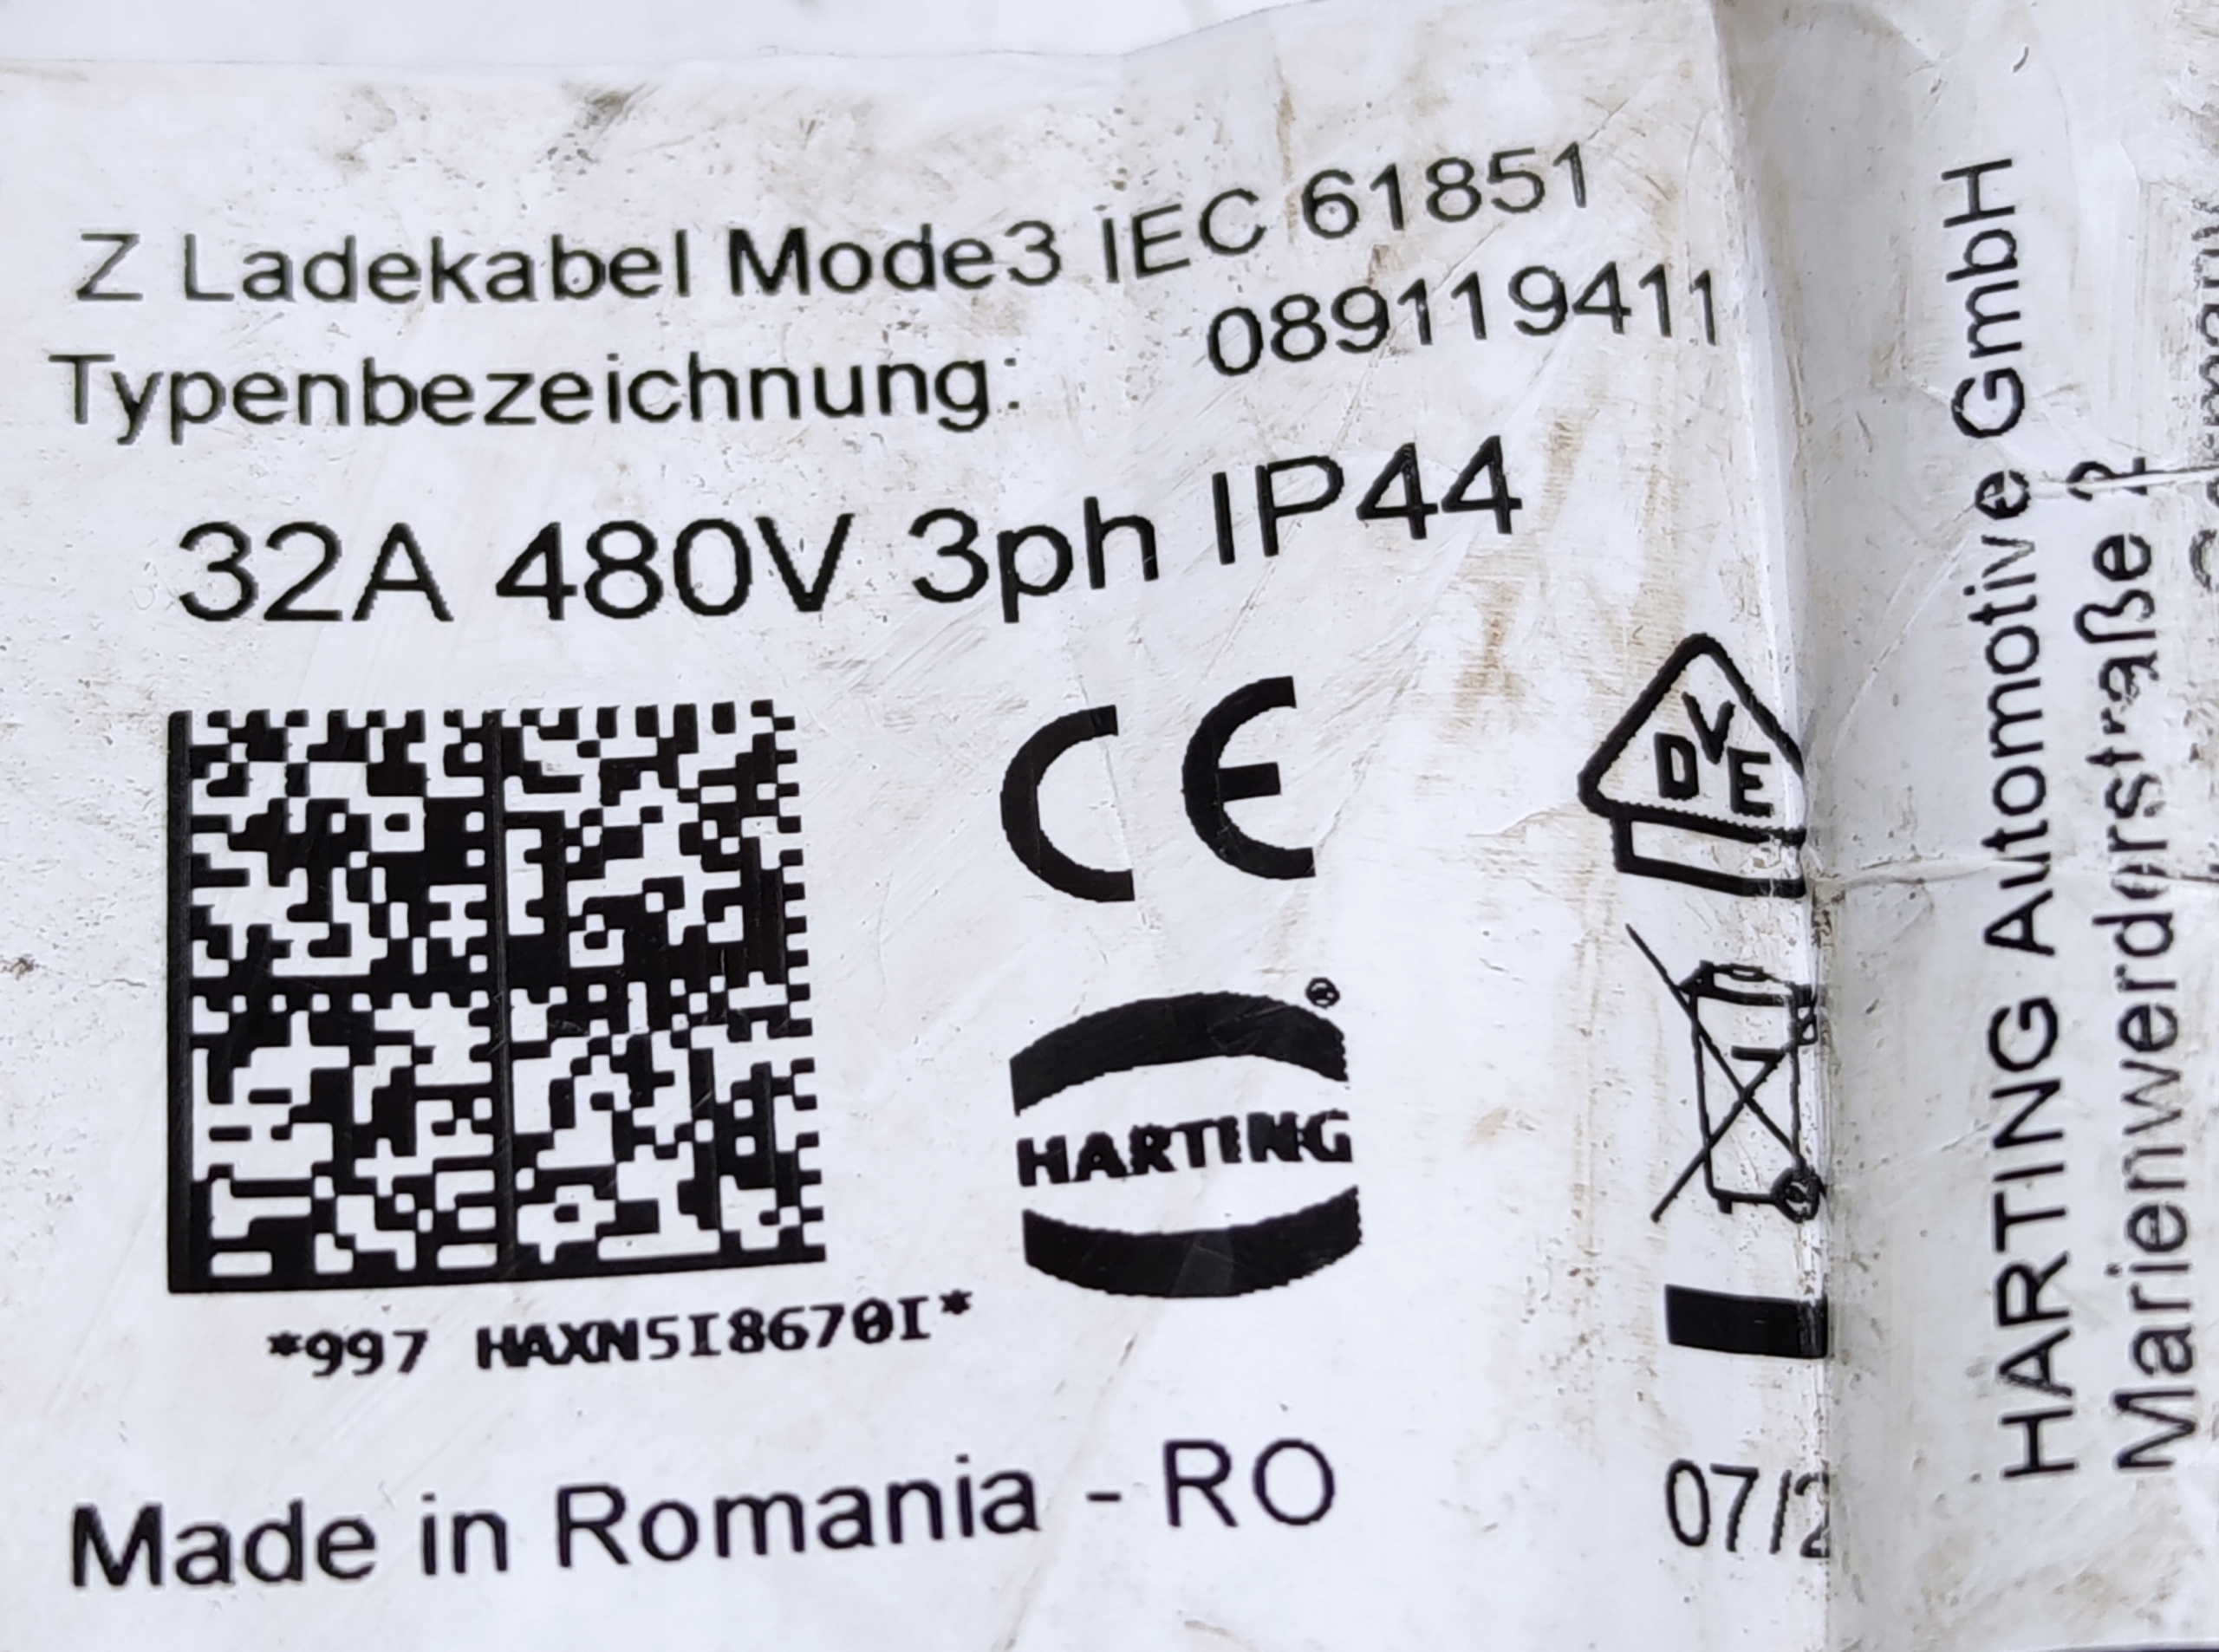 Z Ladekabel Mode3 IEC 61851
Typenbezeichnung: 089119411
32A 480V 3ph IP44
CE
DVE
HARTING®
*997 HAXN5I8670I*
Made in Romania - RO
07/2
HARTING Automotive GmbH
Marienwerderstraße